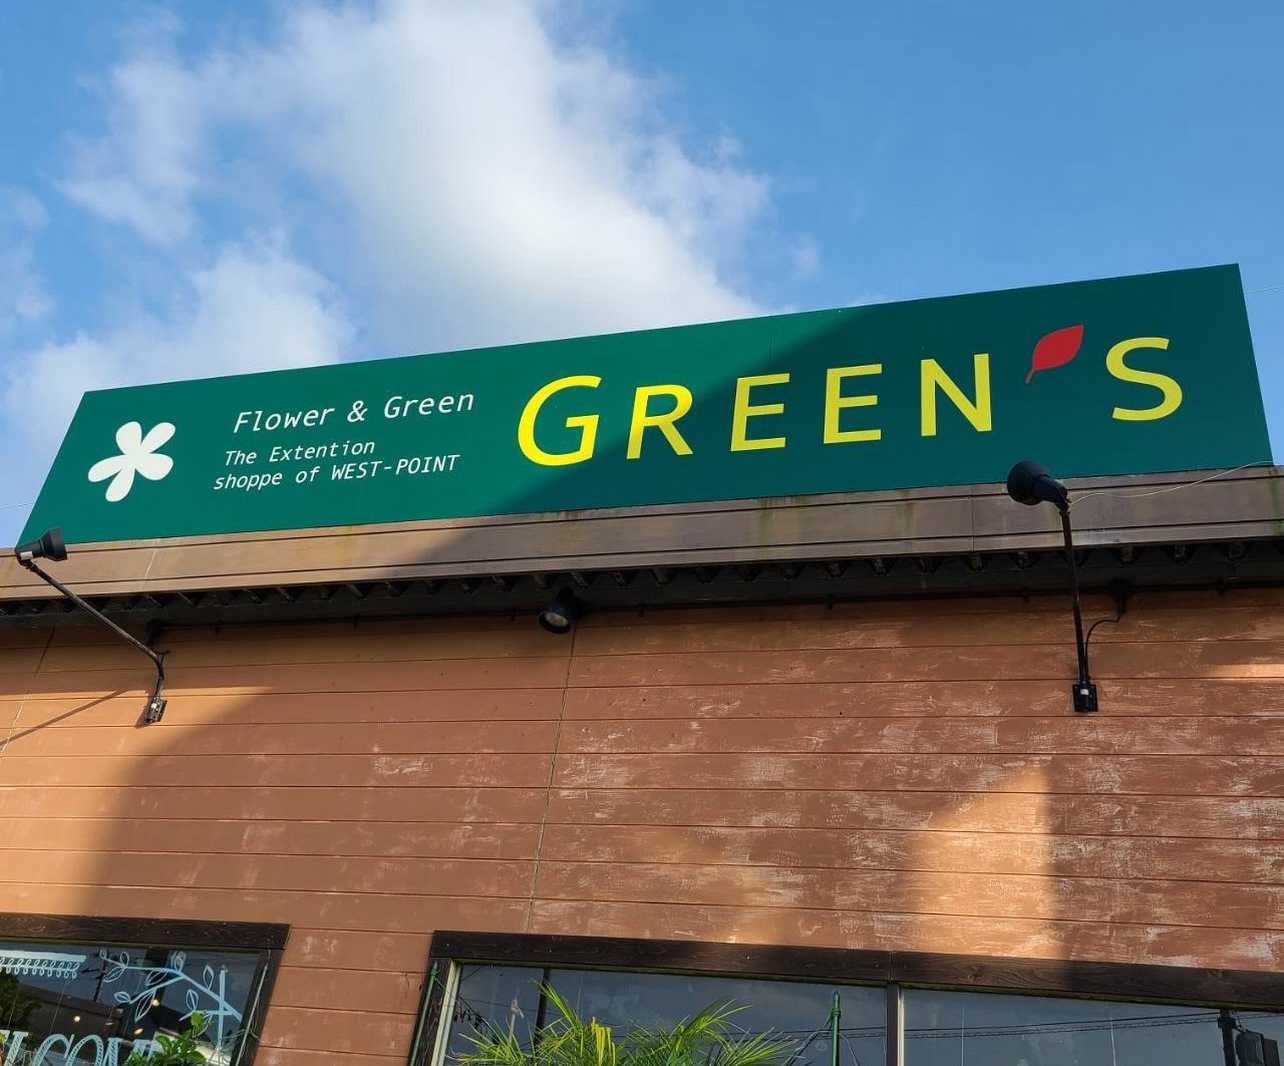 Flower & Green
The Extention
shoppe of WEST-POINT
GREEN'S